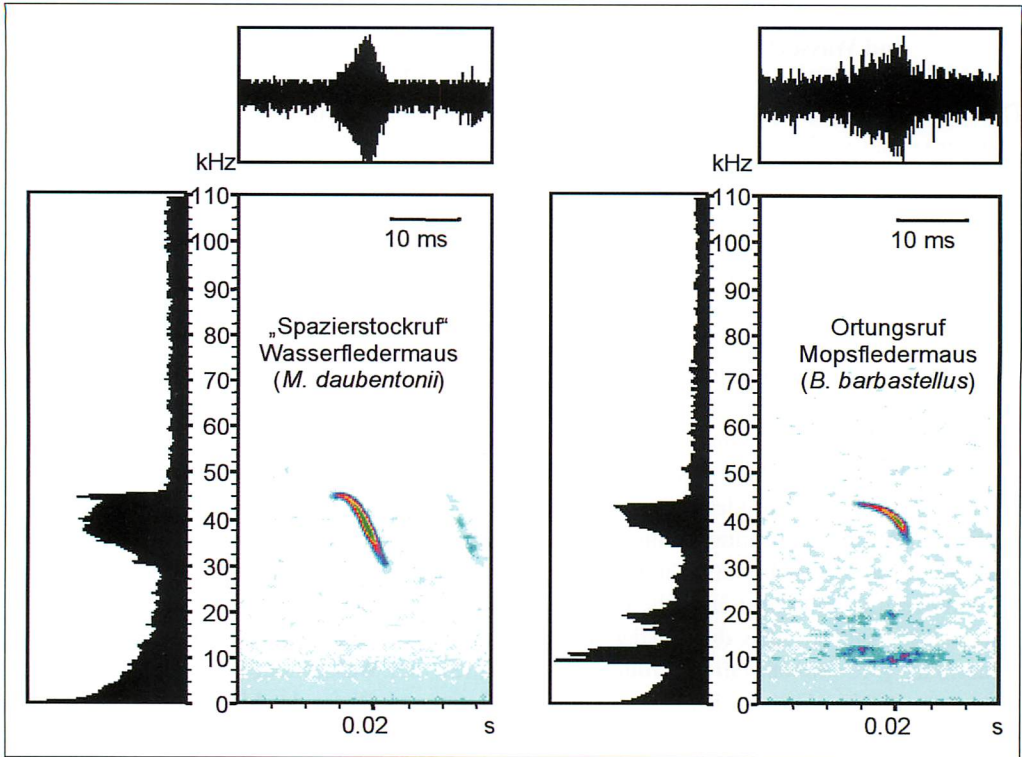 kHz
110
100
90
80
70
60
50
40
30
20
10
0
10 ms
„Spazierstockruf“
Wasserfledermaus
(M. daubentonii)
0.02
s
kHz
110
100
90
80
70
60
50
40
30
20
10
0
10 ms
Ortungsruf
Mopsfledermaus
(B. barbastellus)
0.02
s